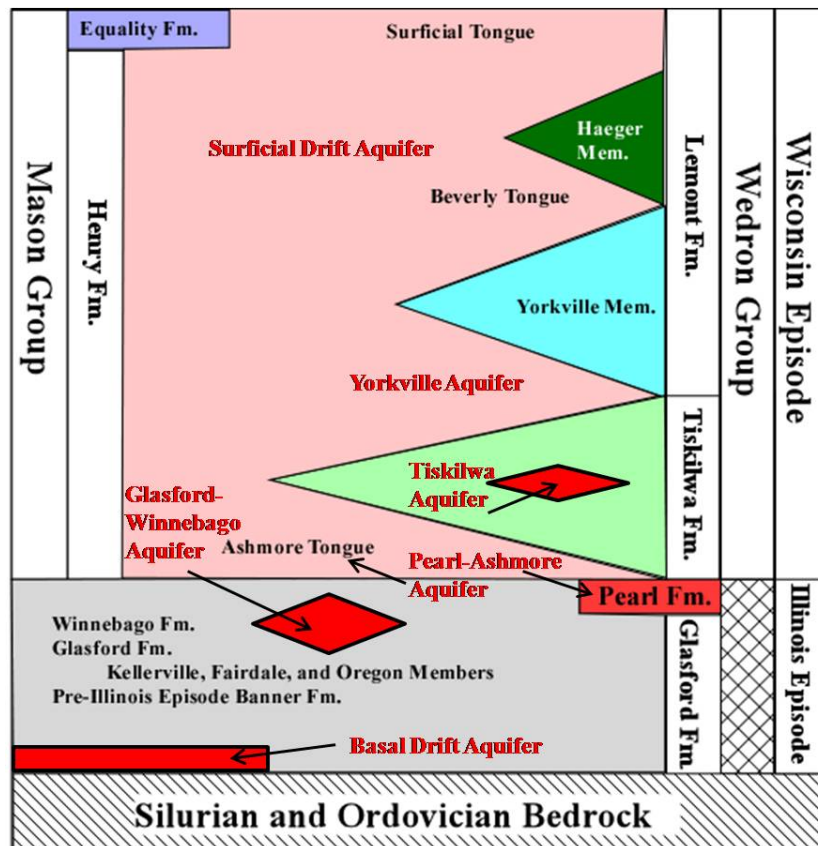 Equality Fm.
Surficial Tongue
Haeger
Mem.
Surficial Drift Aquifer
Beverly Tongue
Yorkville Mem.
Yorkville Aquifer
Tiskilwa
Aquifer
Glasford-
Winnebago
Aquifer
Ashmore Tongue
Pearl-Ashmore
Aquifer
Pearl Fm.
Winnebago Fm.
Glasford Fm.
Kellerville, Fairdale, and Oregon Members
Pre-Illinois Episode Banner Fm.
Basal Drift Aquifer
Silurian and Ordovician Bedrock
Mason Group
Henry Fm.
Lemont Fm.
Tiskilwa Fm.
Glasford Fm.
Wedron Group
Wisconsin Episode
Illinois Episode